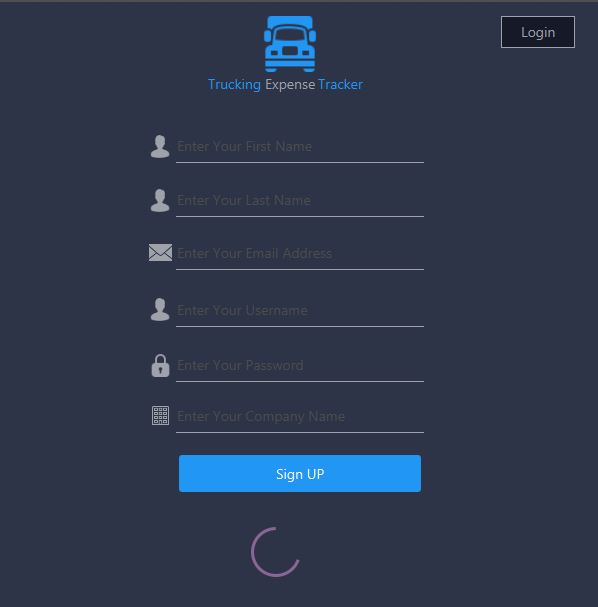 Login
Trucking Expense Tracker
Enter Your First Name
Enter Your Last Name
Enter Your Email Address
Enter Your Username
Enter Your Password
Enter Your Company Name
Sign UP